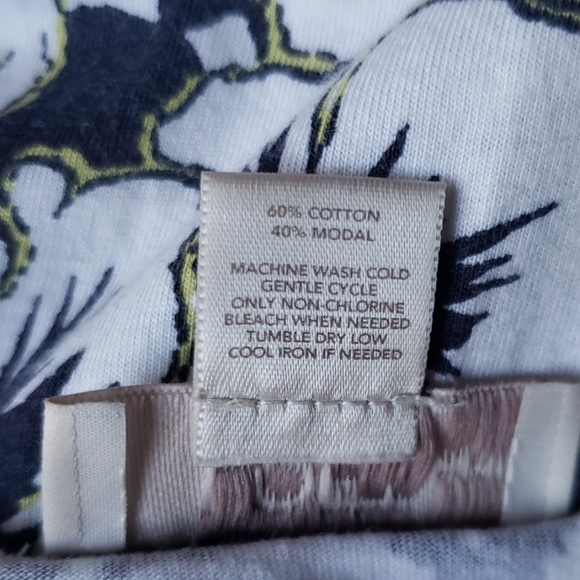 60% COTTON
40% MODAL
MACHINE WASH COLD
GENTLE CYCLE
ONLY NON-CHLORINE
BLEACH WHEN NEEDED
TUMBLE DRY LOW
COOL IRON IF NEEDED